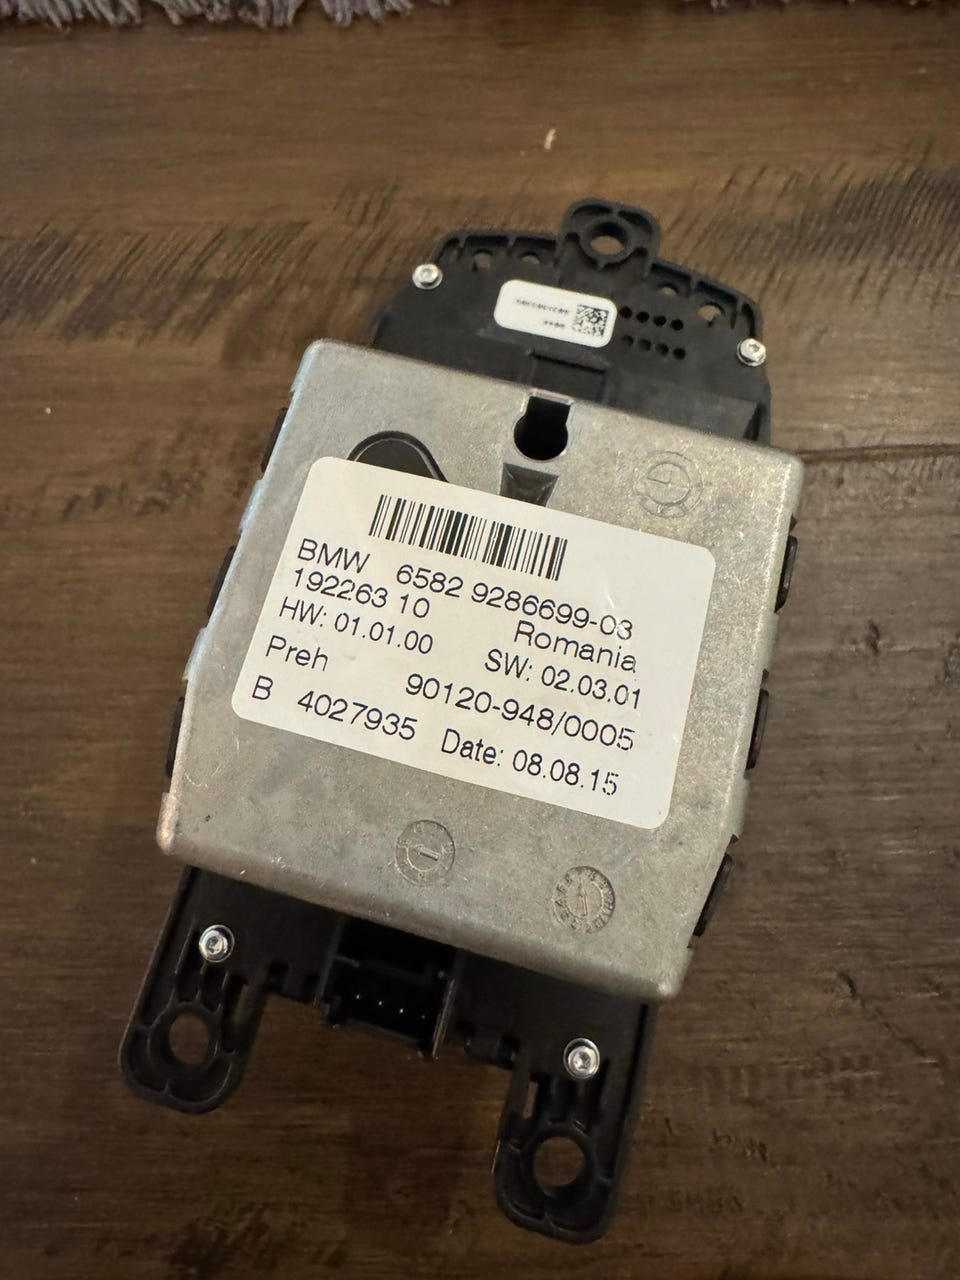 BMW 6582 9286699-03
192263 10 Romania
HW: 01.01.00 SW: 02.03.01
Preh 90120-948/0005
B 4027935 Date: 08.08.15